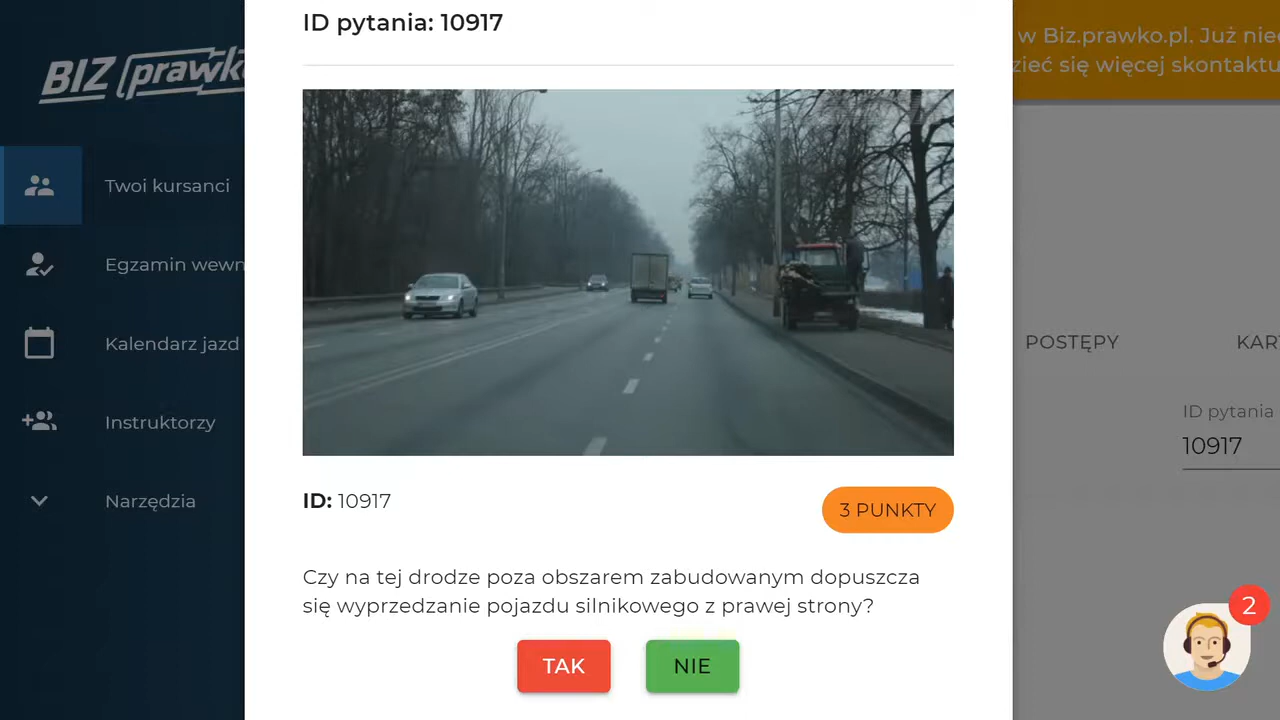 ID pytania: 10917
w Biz.prawko.pl. Już nie
zieć się więcej skontaktu
BIZ prawk
Twoi kursanci
Egzamin wewn
Kalendarz jazd
Instruktorzy
Narzędzia
POSTĘPY
KAR
ID pytania
10917
ID: 10917
3 PUNKTY
Czy na tej drodze poza obszarem zabudowanym dopuszcza
się wyprzedzanie pojazdu silnikowego z prawej strony?
TAK
NIE
2